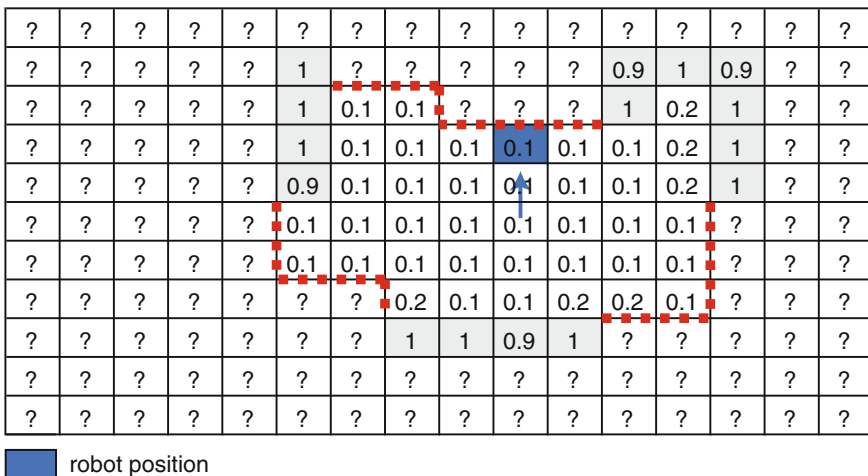 ? ? ? ? ? ? ? ? ? ? ? ? ? ? ? ?
? ? ? ? ? 1 ? ? ? ? ? 0.9 1 0.9 ? ?
? ? ? ? ? 1 0.1 0.1 ? ? ? 1 0.2 1 ? ?
? ? ? ? ? 1 0.1 0.1 0.1 0.1 0.1 0.1 0.2 1 ? ?
? ? ? ? ? 0.9 0.1 0.1 0.1 0.1 0.1 0.1 0.2 1 ? ?
? ? ? ? ? 0.1 0.1 0.1 0.1 0.1 0.1 0.1 0.1 ? ? ?
? ? ? ? ? 0.1 0.1 0.1 0.1 0.1 0.1 0.1 0.1 ? ? ?
? ? ? ? ? ? ? 0.2 0.1 0.1 0.2 0.2 0.1 ? ? ?
? ? ? ? ? ? ? 1 1 0.9 1 ? ? ? ? ?
? ? ? ? ? ? ? ? ? ? ? ? ? ? ? ?
? ? ? ? ? ? ? ? ? ? ? ? ? ? ? ?
robot position